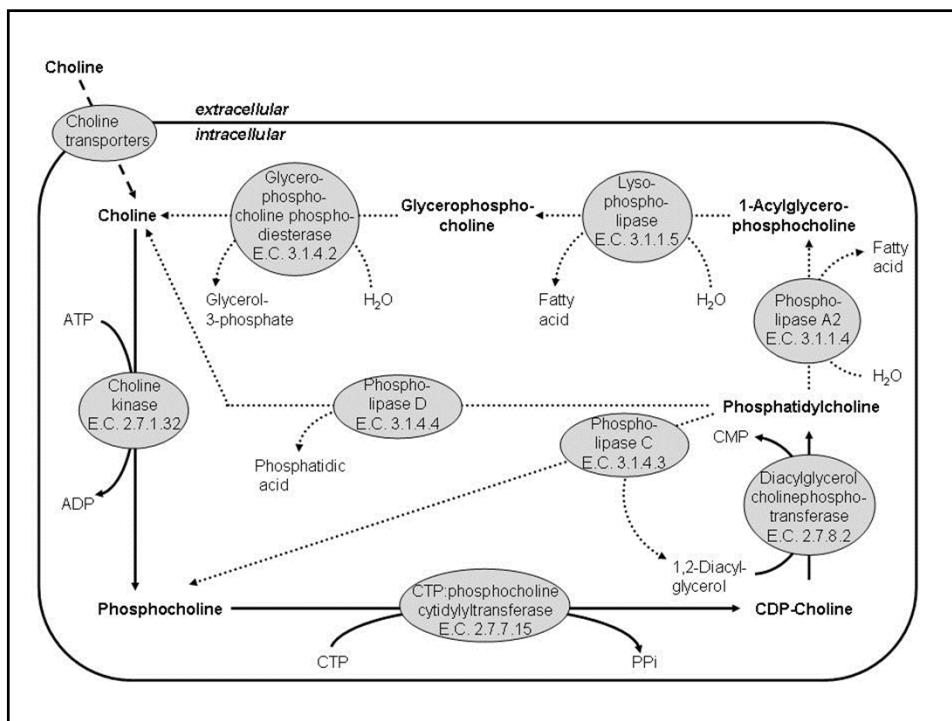 Choline
extracellular
intracellular
Choline
transporters
Choline
Glycero-
phospho-
choline phospho-
diesterase
E.C. 3.1.4.2
Glycerophospho-
choline
Lyso-
phospho-
lipase
E.C. 3.1.1.5
1-Acylglycero-
phosphocholine
Glycerol-
3-phosphate
H2O
Fatty
acid
H2O
Fatty
acid
Phospho-
lipase A2
E.C. 3.1.1.4
H2O
ATP
Choline
kinase
E.C. 2.7.1.32
ADP
Phospho-
lipase D
E.C. 3.1.4.4
Phosphatidic
acid
Phosphatidylcholine
Phospho-
lipase C
E.C. 3.1.4.3
CMP
Diacylglycerol
cholinephospho-
transferase
E.C. 2.7.8.2
1,2-Diacyl-
glycerol
Phosphocholine
CTP:phosphocholine
cytidylyltransferase
E.C. 2.7.7.15
CDP-Choline
CTP
PPi